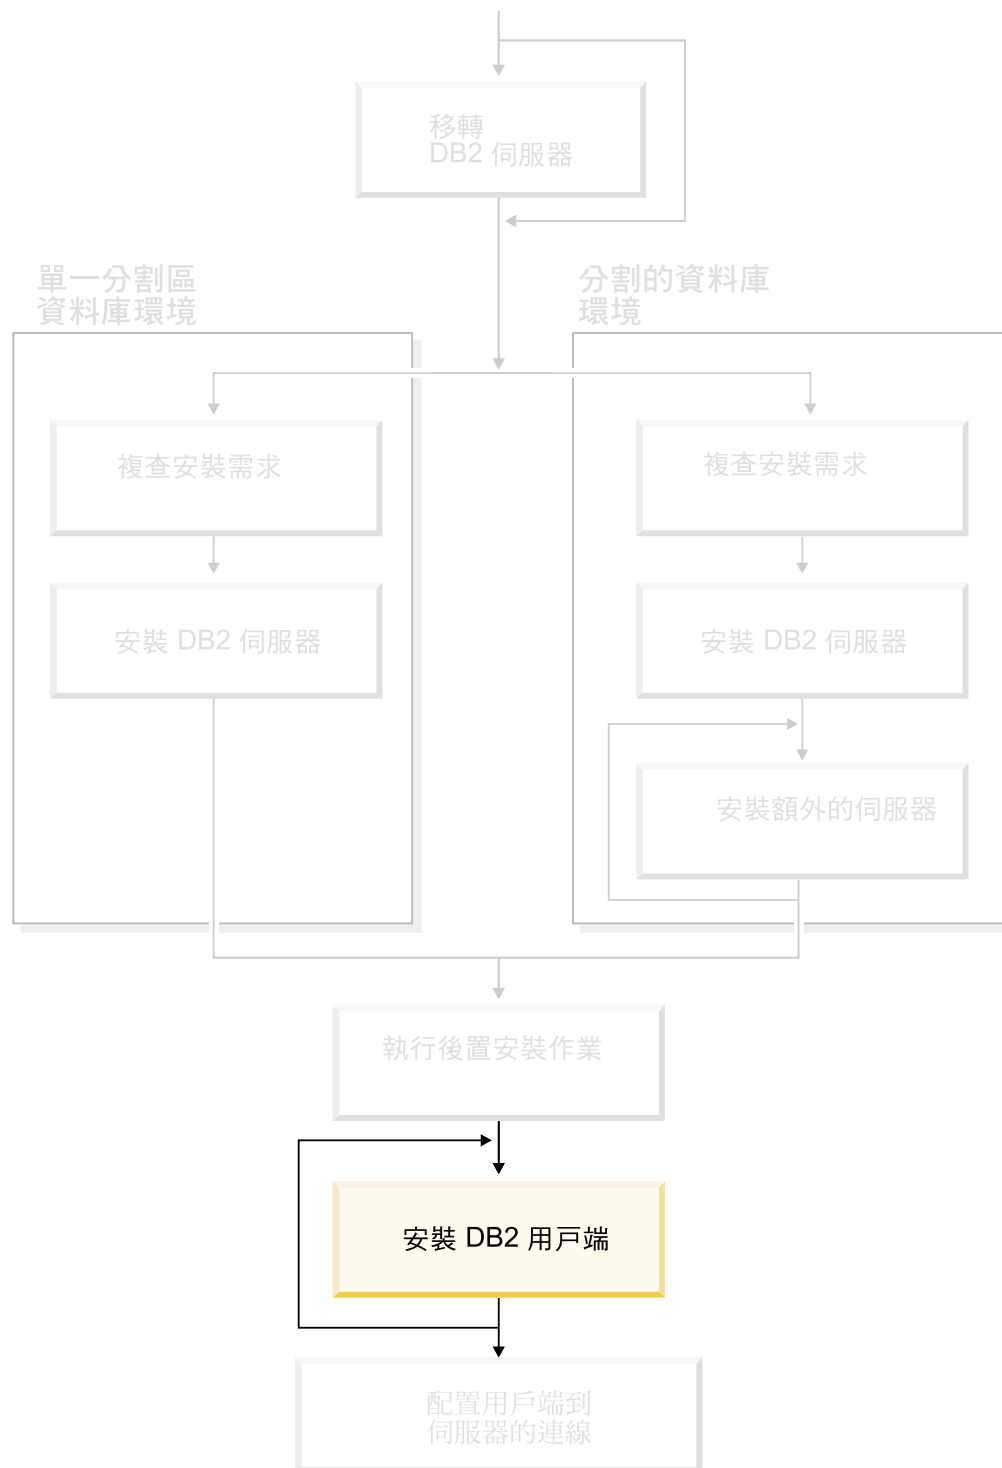 移轉
DB2 伺服器
單一分割區
資料庫環境
分割的資料庫
環境
複查安裝需求
複查安裝需求
安裝 DB2 伺服器
安裝 DB2 伺服器
安裝額外的伺服器
執行後置安裝作業
安裝 DB2 用戶端
配置用戶端到
伺服器的連線